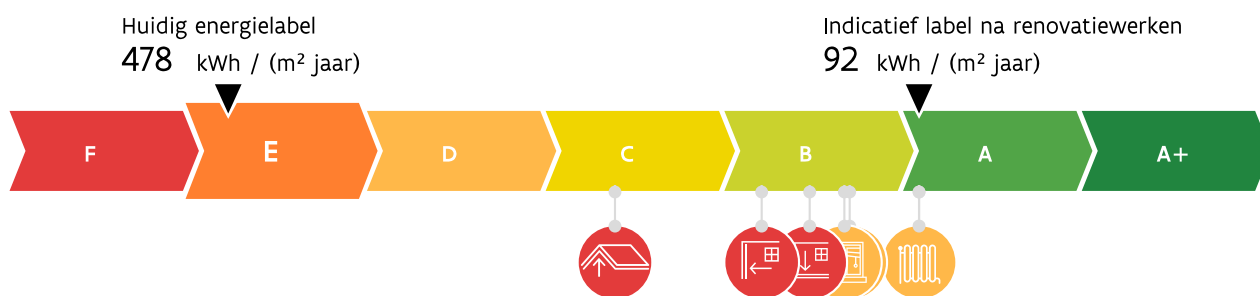 Huidig energielabel
478 kWh / (m² jaar)
Indicatief label na renovatiewerken
92 kWh / (m² jaar)
F E D C B A A+